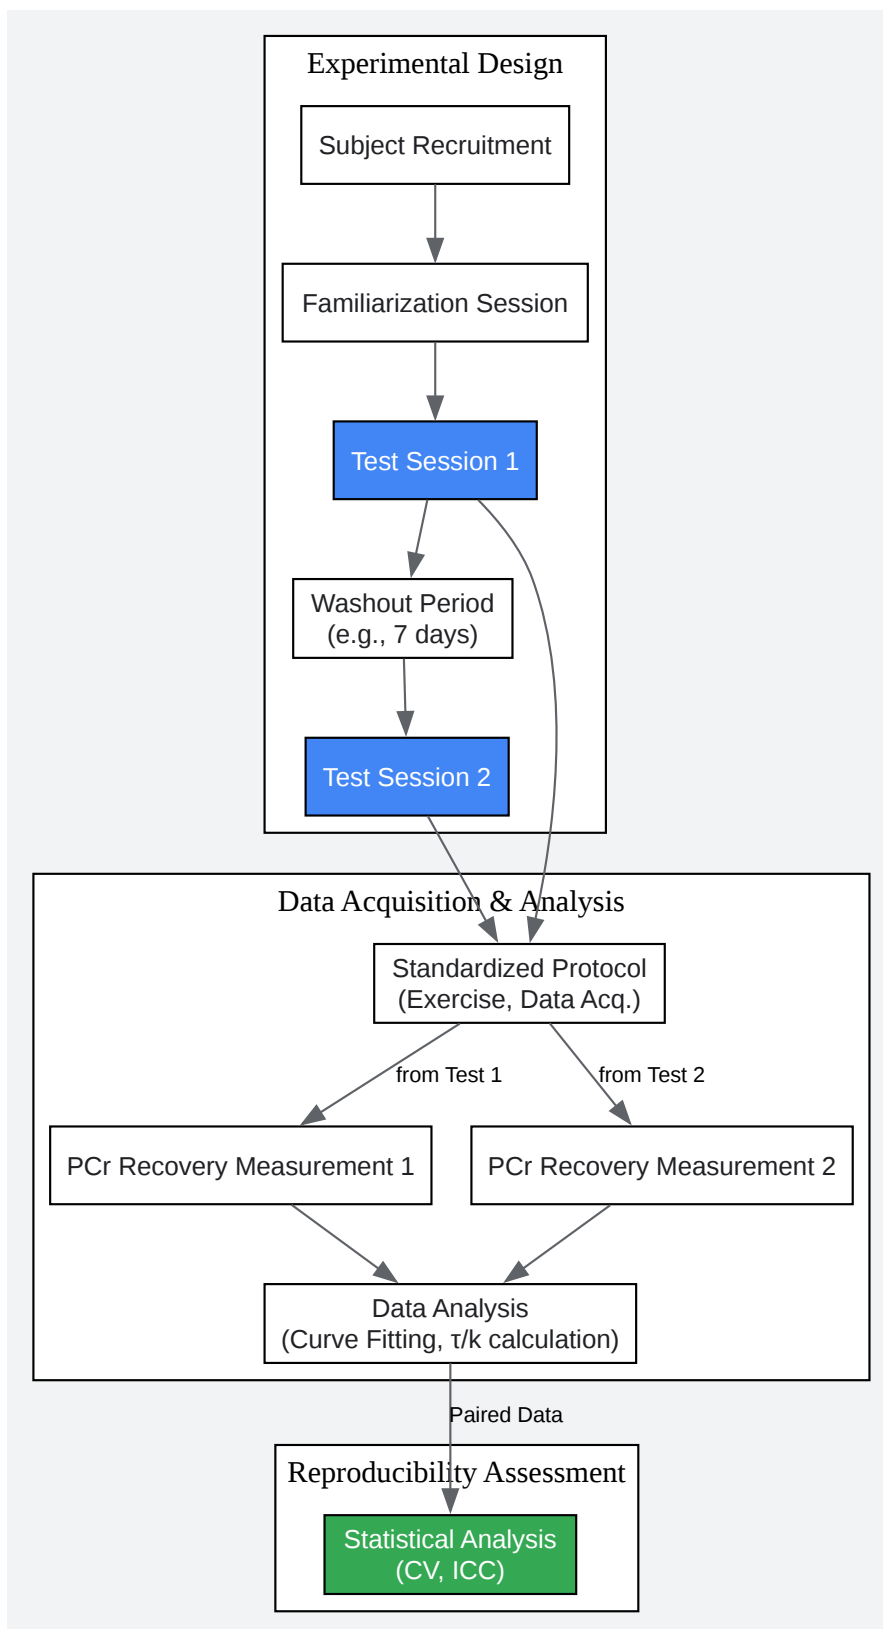 Experimental Design
Subject Recruitment
Familiarization Session
Test Session 1
Washout Period
(e.g., 7 days)
Test Session 2
Data Acquisition & Analysis
Standardized Protocol
(Exercise, Data Acq.)
from Test 1
from Test 2
PCr Recovery Measurement 1
PCr Recovery Measurement 2
Data Analysis
(Curve Fitting, τ/k calculation)
Paired Data
Reproducibility Assessment
Statistical Analysis
(CV, ICC)